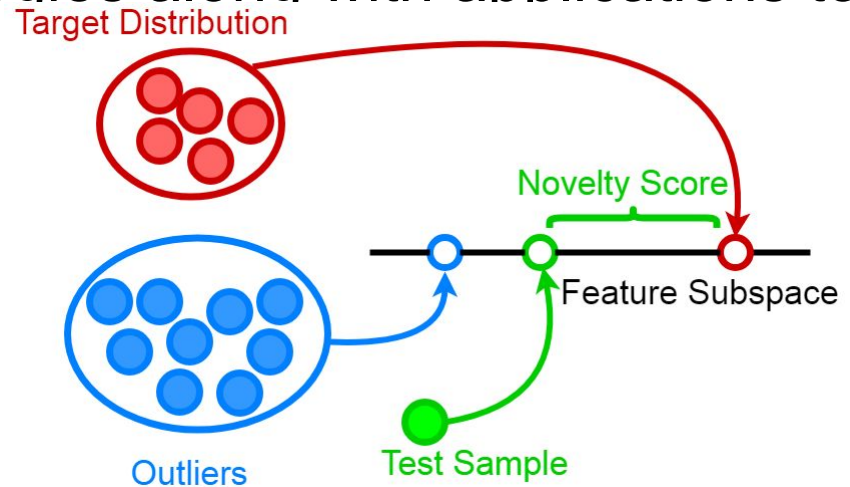 Target Distribution
Novelty Score
Feature Subspace
Test Sample
Outliers